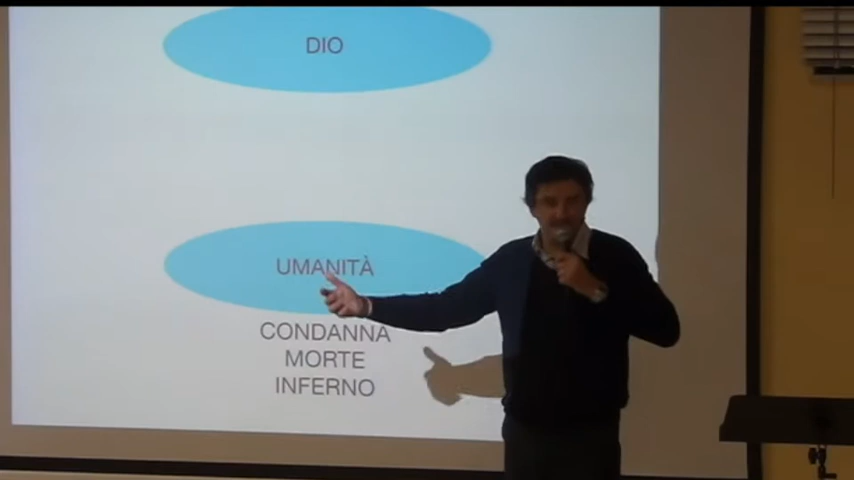 DIO
UMANITÀ
CONDANNA
MORTE
INFERNO